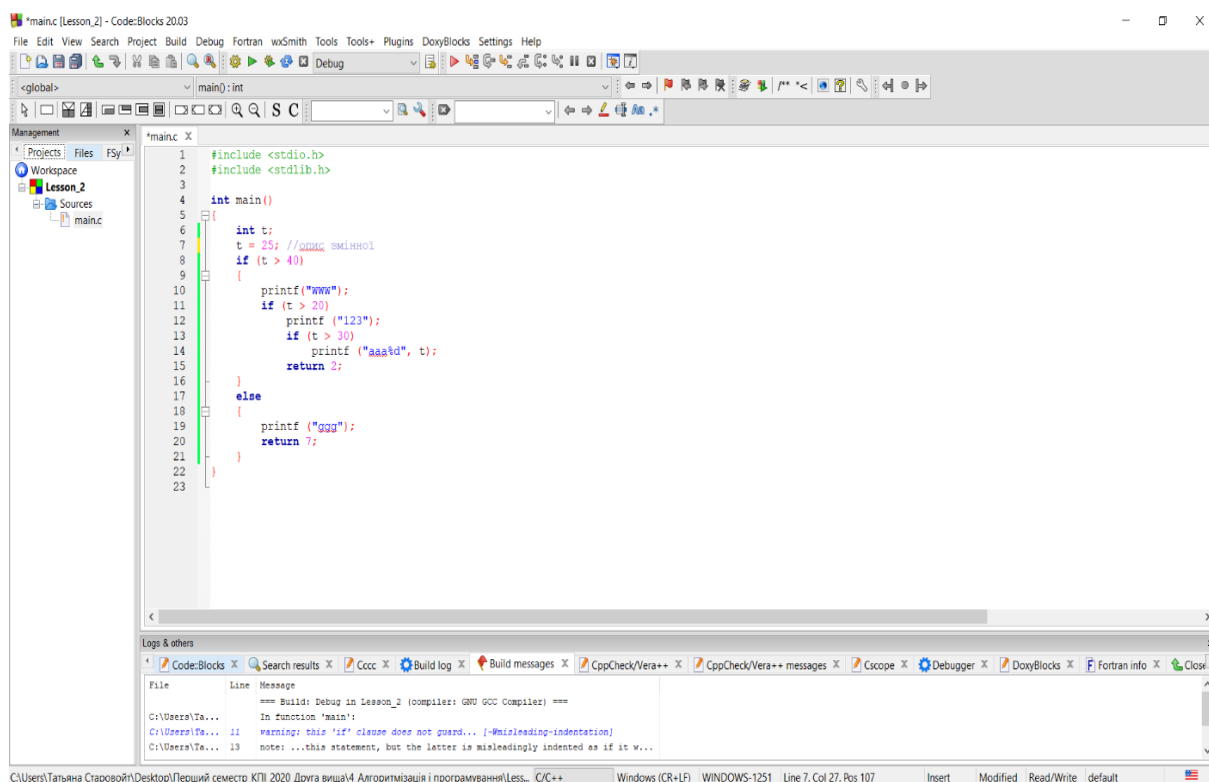 *main.c [Lesson_2] - Code::Blocks 20.03
File Edit View Search Project Build Debug Fortran wxSmith Tools Tools+ Plugins DoxyBlocks Settings Help
Debug
<global> main() : int
S C
Management
Projects Files FSy
Workspace
Lesson_2
Sources
main.c
*main.c X
1 #include <stdio.h>
2 #include <stdlib.h>
3
4 int main()
5 {
6 int t;
7 t = 25; //опис змінної
8 if (t > 40)
9 {
10 printf("WWW");
11 if (t > 20)
12 printf ("123");
13 if (t > 30)
14 printf ("aaa%d", t);
15 return 2;
16 }
17 else
18 {
19 printf ("ggg");
20 return 7;
21 }
22 }
23
Logs & others
Code::Blocks X Search results X Cccc X Build log X Build messages X CppCheck/Vera++ X CppCheck/Vera++ messages X Cscope X Debugger X DoxyBlocks X Fortran info X Close
File Line Message
=== Build: Debug in Lesson_2 (compiler: GNU GCC Compiler) ===
C:\Users\Ta... In function 'main':
C:\Users\Ta... 11 warning: this 'if' clause does not guard... [-Wmisleading-indentation]
C:\Users\Ta... 13 note: ...this statement, but the latter is misleadingly indented as if it w...
C:\Users\Татьяна Старовойт\Desktop\Перший семестр КПІ 2020 Друга вища\4 Алгоритмізація і програмування\Less... C/C++ Windows (CR+LF) WINDOWS-1251 Line 7, Col 27, Pos 107 Insert Modified Read/Write default